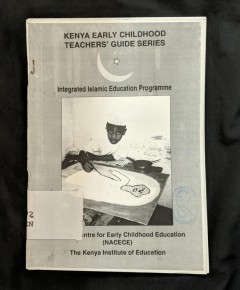 KENYA EARLY CHILDHOOD
TEACHERS' GUIDE SERIES
Integrated Islamic Education Programme
ntre for Early Childhood Education
(NACECE)
The Kenya Institute of Education